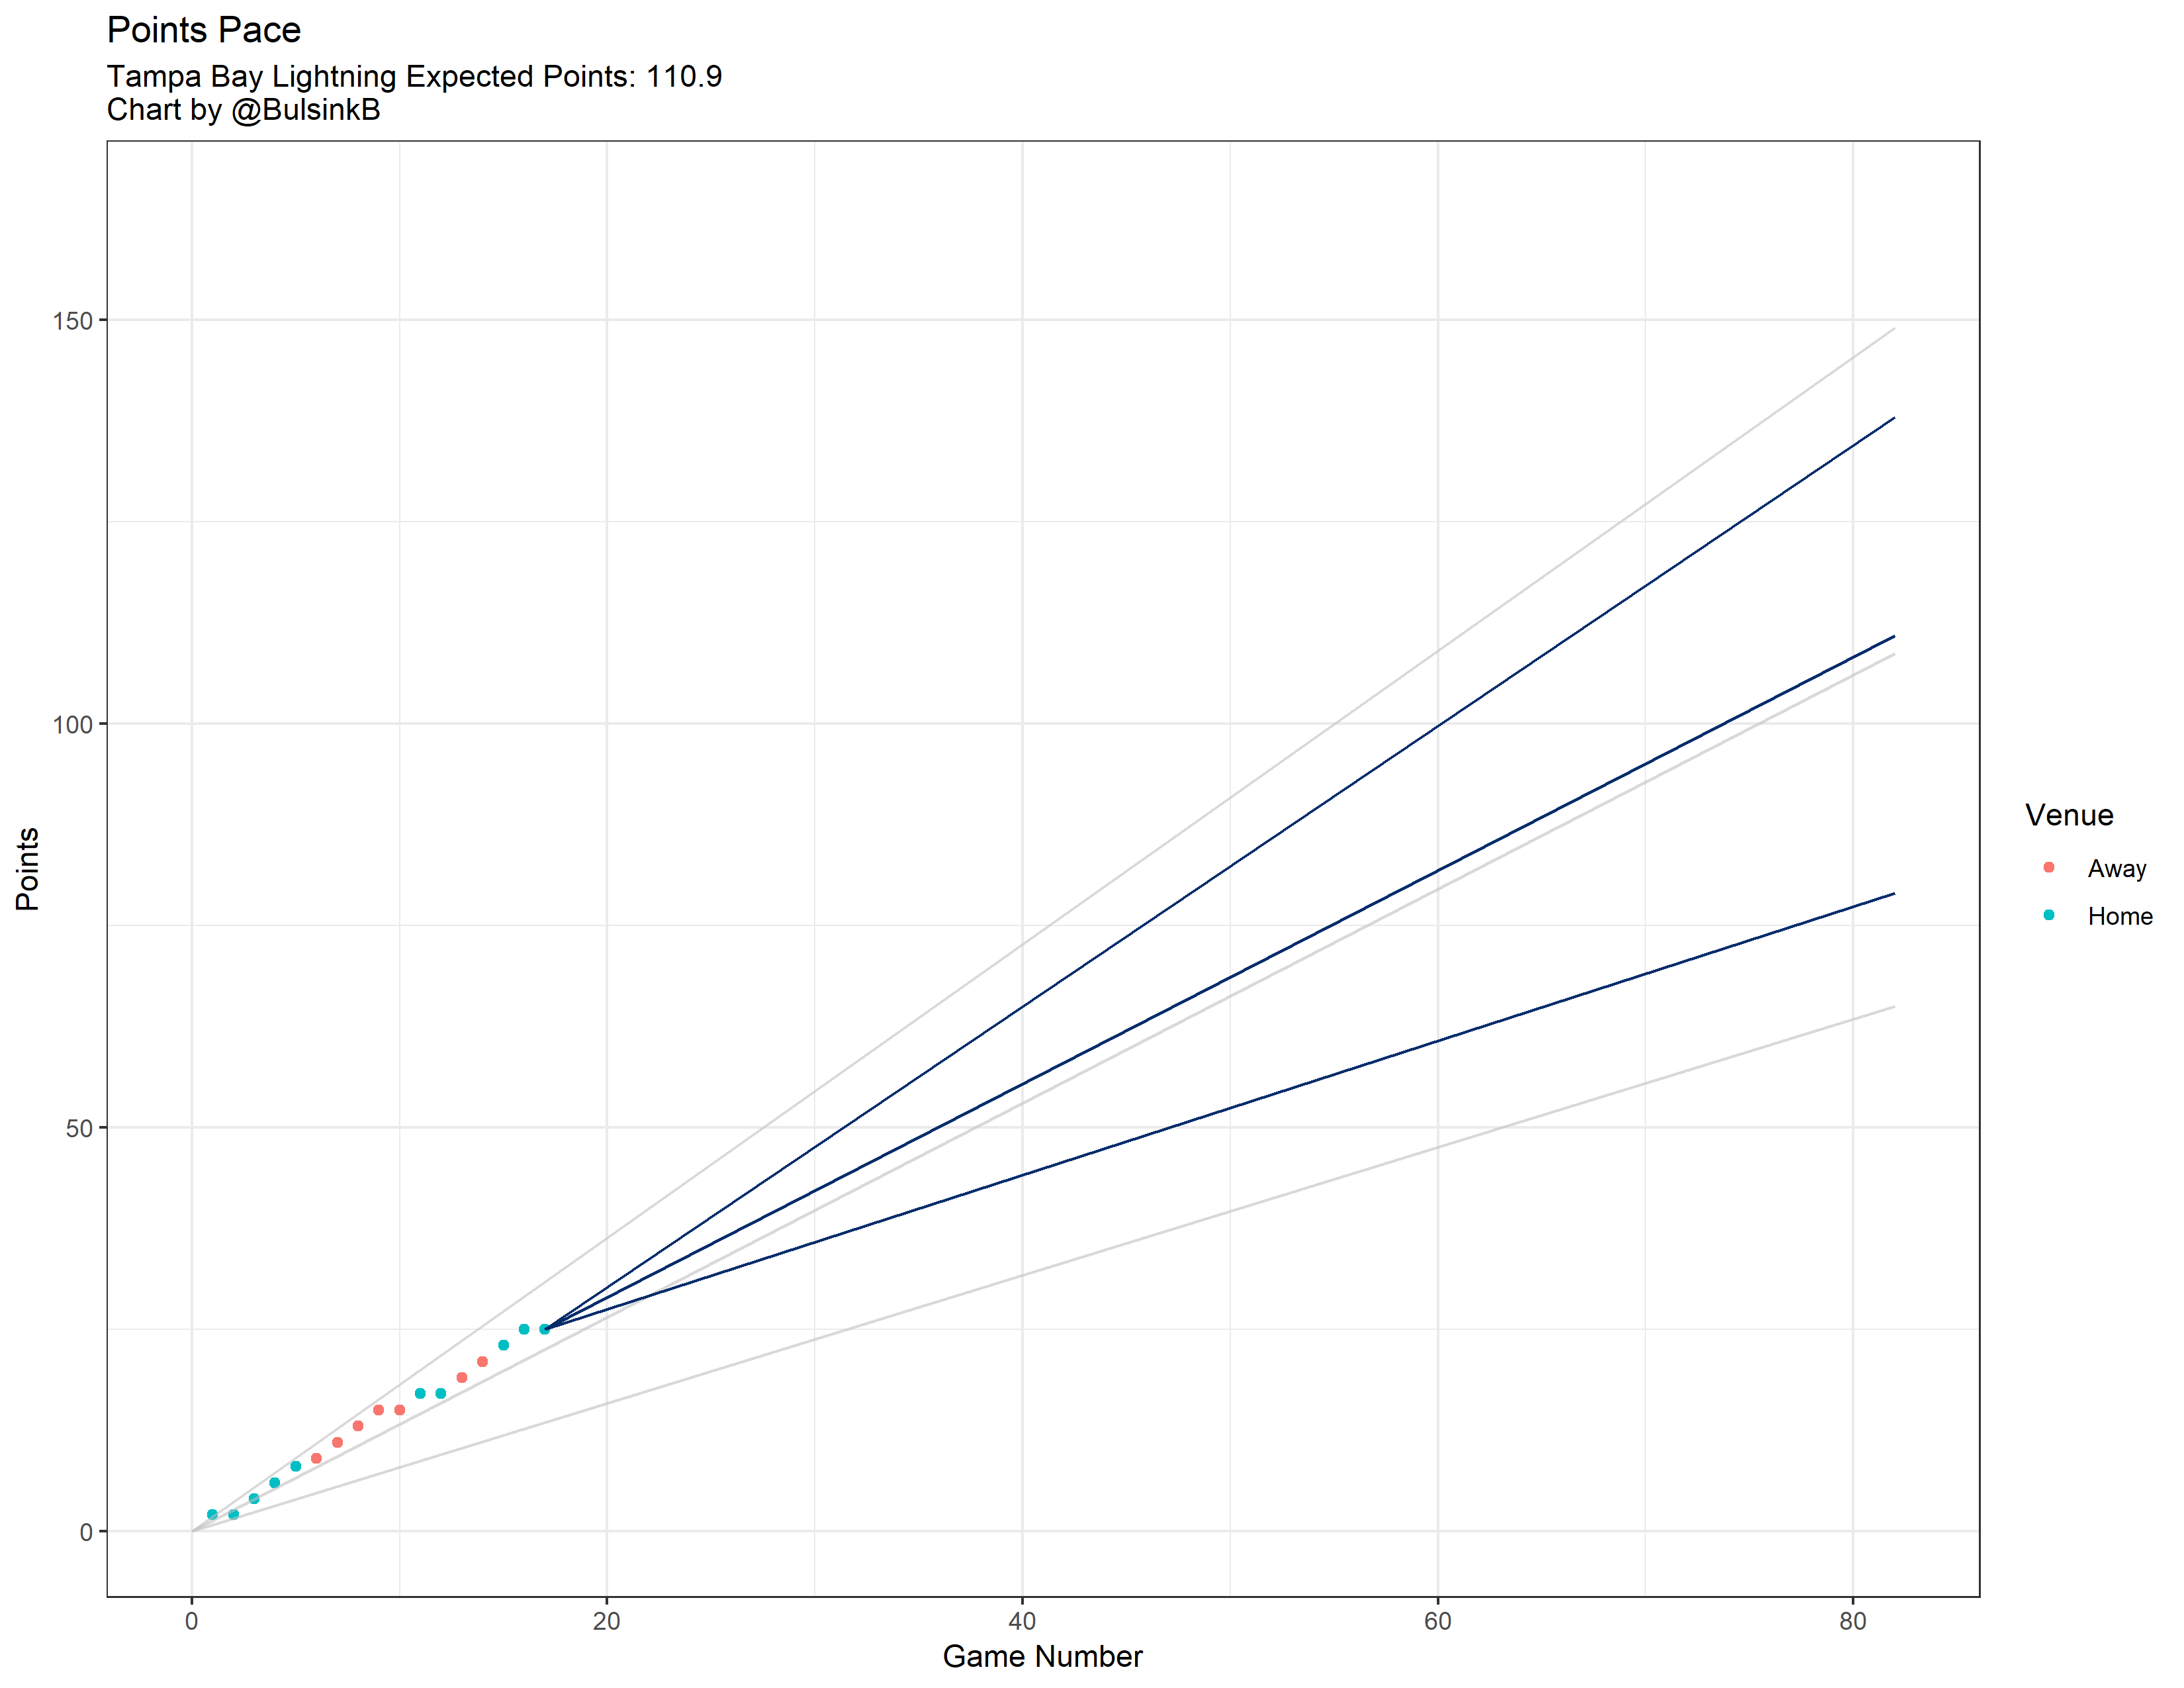 Points Pace
Tampa Bay Lightning Expected Points: 110.9
Chart by @BulsinkB
150
100
50
0
Points
0 20 40 60 80
Game Number
Venue
Away
Home